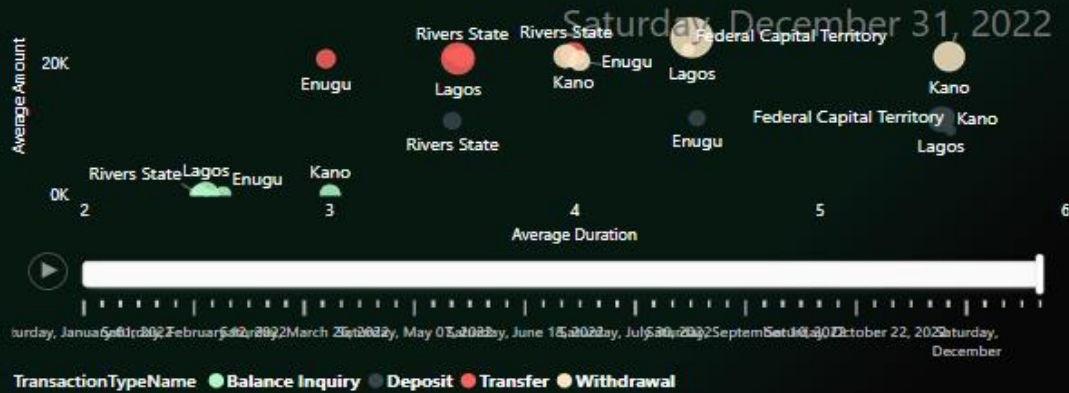 Saturday, December 31, 2022
Average Amount
20K
0K
Rivers State
Rivers State
Federal Capital Territory
Enugu
Lagos
Kano
Enugu
Lagos
Kano
Rivers State
Enugu
Federal Capital Territory
Kano
Lagos
Rivers State
Lagos
Enugu
Kano
2
3
4
5
6
Average Duration
TransactionTypeName Balance Inquiry Deposit Transfer Withdrawal